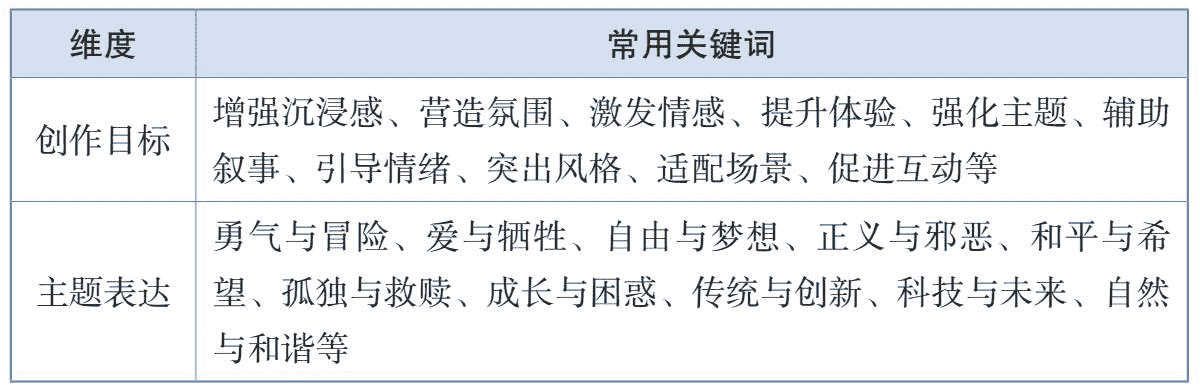 维度 常用关键词
创作目标 增强沉浸感、营造氛围、激发情感、提升体验、强化主题、辅助
叙事、引导情绪、突出风格、适配场景、促进互动等
主题表达 勇气与冒险、爱与牺牲、自由与梦想、正义与邪恶、和平与希
望、孤独与救赎、成长与困惑、传统与创新、科技与未来、自然
与和谐等